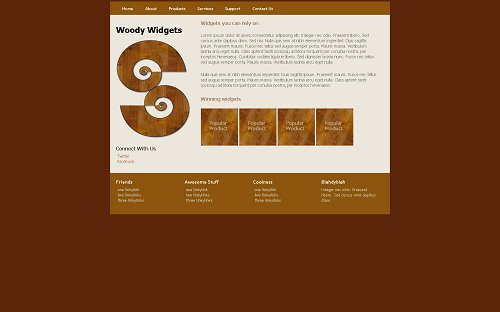 Home About Products Services Support Contact Us
Woody Widgets
Widgets you can rely on
Lorem ipsum dolor sit amet, consectetur adipiscing elit. Integer nec odio. Praesent libero. Sed
cursus ante dapibus diam. Sed nisi. Nulla quis sem at nibh elementum imperdiet. Duis sagittis
ipsum. Praesent mauris. Fusce nec tellus sed augue semper porta. Mauris massa. Vestibulum
lacinia arcu eget nulla. Class aptent taciti sociosqu ad litora torquent per conubia nostra, per
inceptos himenaeos. Curabitur sodales ligula in libero. Sed dignissim lacinia nunc. Fusce nec tellus
sed augue semper porta. Mauris massa. Vestibulum lacinia arcu eget nulla.
Nulla quis sem at nibh elementum imperdiet. Duis sagittis ipsum. Praesent mauris. Fusce nec tellus
sed augue semper porta. Mauris massa. Vestibulum lacinia arcu eget nulla. Class aptent taciti
sociosqu ad litora torquent per conubia nostra, per inceptos himenaeos.
Winning widgets
Popular Product
Popular Product
Popular Product
Popular Product
Connect With Us
Twitter
Facebook
Friends
one linkylink
two linkylinks
three linkylinks
Awesome Stuff
one linkylink
two linkylinks
three linkylinks
Coolness
one linkylink
two linkylinks
three linkylinks
Blahdyblah
Integer nec odio. Praesent
libero. Sed cursus ante dapibus
diam.